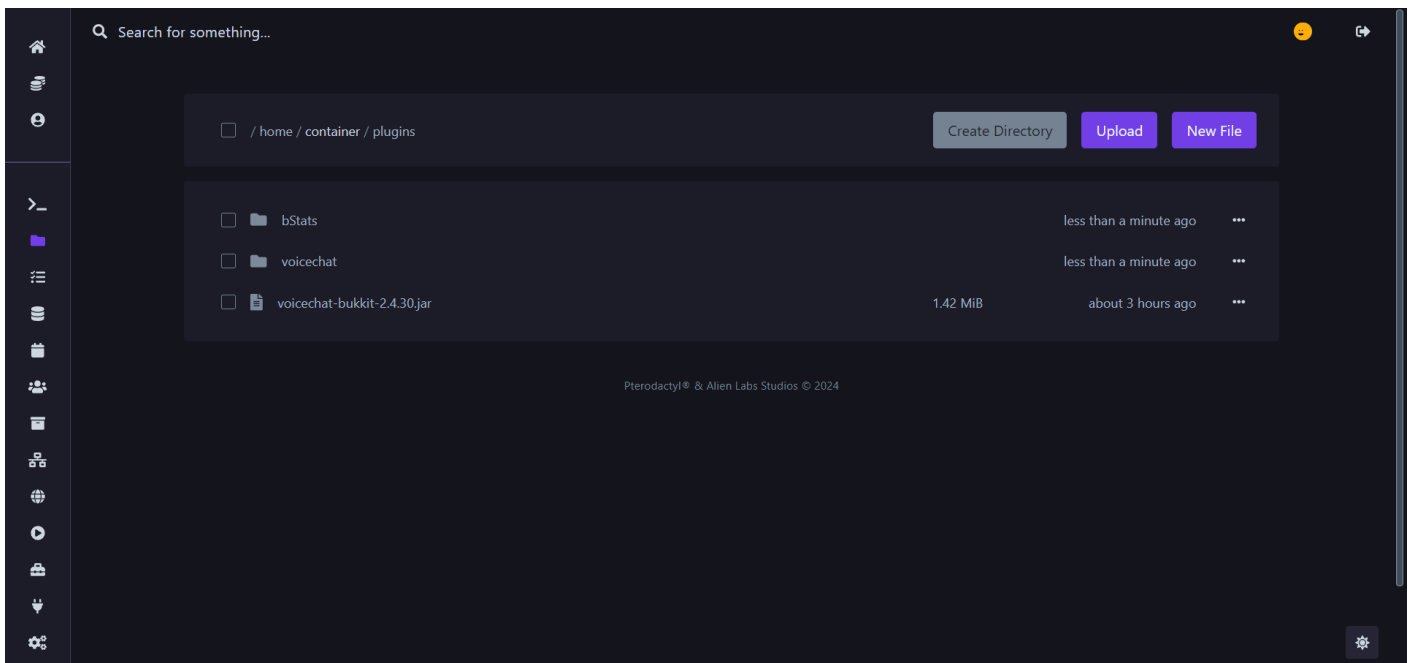 Search for something...
/ home / container / plugins
Create Directory
Upload
New File
bStats less than a minute ago
voicechat less than a minute ago
voicechat-bukkit-2.4.30.jar 1.42 MiB about 3 hours ago
Pterodactyl® & Alien Labs Studios © 2024